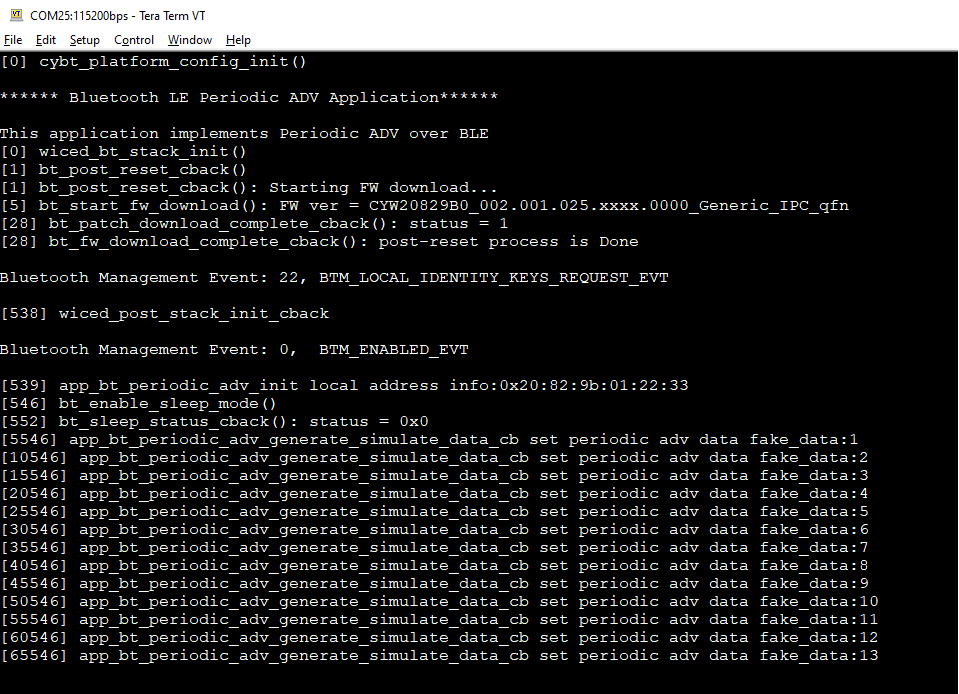 COM25:115200bps - Tera Term VT
File Edit Setup Control Window Help
[0] cybt_platform_config_init()
****** Bluetooth LE Periodic ADV Application******
This application implements Periodic ADV over BLE
[0] wiced_bt_stack_init()
[1] bt_post_reset_cback()
[1] bt_post_reset_cback(): Starting FW download...
[5] bt_start_fw_download(): FW ver = CYW20829B0_002.001.025.xxxx.0000_Generic_IPC_qfn
[28] bt_patch_download_complete_cback(): status = 1
[28] bt_fw_download_complete_cback(): post-reset process is Done
Bluetooth Management Event: 22, BTM_LOCAL_IDENTITY_KEYS_REQUEST_EVT
[538] wiced_post_stack_init_cback
Bluetooth Management Event: 0,  BTM_ENABLED_EVT
[539] app_bt_periodic_adv_init local address info:0x20:82:9b:01:22:33
[546] bt_enable_sleep_mode()
[552] bt_sleep_status_cback(): status = 0x0
[5546] app_bt_periodic_adv_generate_simulate_data_cb set periodic adv data fake_data:1
[10546] app_bt_periodic_adv_generate_simulate_data_cb set periodic adv data fake_data:2
[15546] app_bt_periodic_adv_generate_simulate_data_cb set periodic adv data fake_data:3
[20546] app_bt_periodic_adv_generate_simulate_data_cb set periodic adv data fake_data:4
[25546] app_bt_periodic_adv_generate_simulate_data_cb set periodic adv data fake_data:5
[30546] app_bt_periodic_adv_generate_simulate_data_cb set periodic adv data fake_data:6
[35546] app_bt_periodic_adv_generate_simulate_data_cb set periodic adv data fake_data:7
[40546] app_bt_periodic_adv_generate_simulate_data_cb set periodic adv data fake_data:8
[45546] app_bt_periodic_adv_generate_simulate_data_cb set periodic adv data fake_data:9
[50546] app_bt_periodic_adv_generate_simulate_data_cb set periodic adv data fake_data:10
[55546] app_bt_periodic_adv_generate_simulate_data_cb set periodic adv data fake_data:11
[60546] app_bt_periodic_adv_generate_simulate_data_cb set periodic adv data fake_data:12
[65546] app_bt_periodic_adv_generate_simulate_data_cb set periodic adv data fake_data:13